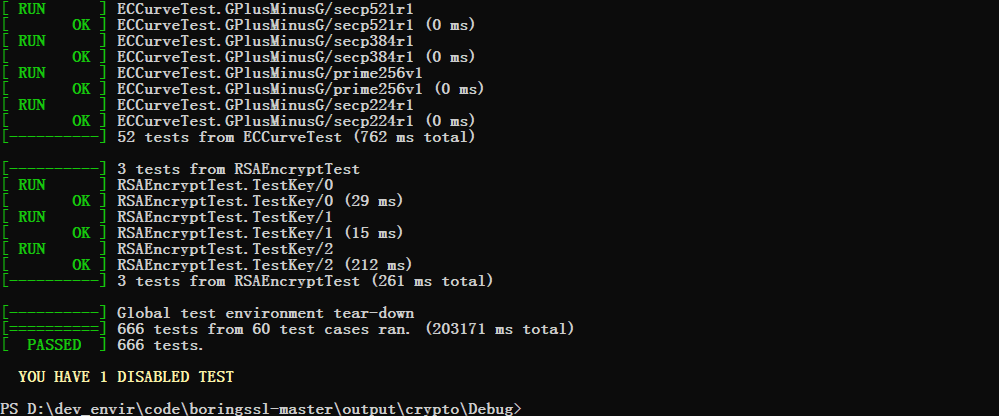 [ RUN      ] ECCurveTest.GPlusMinusG/secp521r1
[       OK ] ECCurveTest.GPlusMinusG/secp521r1 (0 ms)
[ RUN      ] ECCurveTest.GPlusMinusG/secp384r1
[       OK ] ECCurveTest.GPlusMinusG/secp384r1 (0 ms)
[ RUN      ] ECCurveTest.GPlusMinusG/prime256v1
[       OK ] ECCurveTest.GPlusMinusG/prime256v1 (0 ms)
[ RUN      ] ECCurveTest.GPlusMinusG/secp224r1
[       OK ] ECCurveTest.GPlusMinusG/secp224r1 (0 ms)
[----------] 52 tests from ECCurveTest (762 ms total)
[----------] 3 tests from RSAEncryptTest
[ RUN      ] RSAEncryptTest.TestKey/0
[       OK ] RSAEncryptTest.TestKey/0 (29 ms)
[ RUN      ] RSAEncryptTest.TestKey/1
[       OK ] RSAEncryptTest.TestKey/1 (15 ms)
[ RUN      ] RSAEncryptTest.TestKey/2
[       OK ] RSAEncryptTest.TestKey/2 (212 ms)
[----------] 3 tests from RSAEncryptTest (261 ms total)
[----------] Global test environment tear-down
[==========] 666 tests from 60 test cases ran. (203171 ms total)
[  PASSED  ] 666 tests.
YOU HAVE 1 DISABLED TEST
PS D:\dev_envir\code\boringssl-master\output\crypto\Debug>